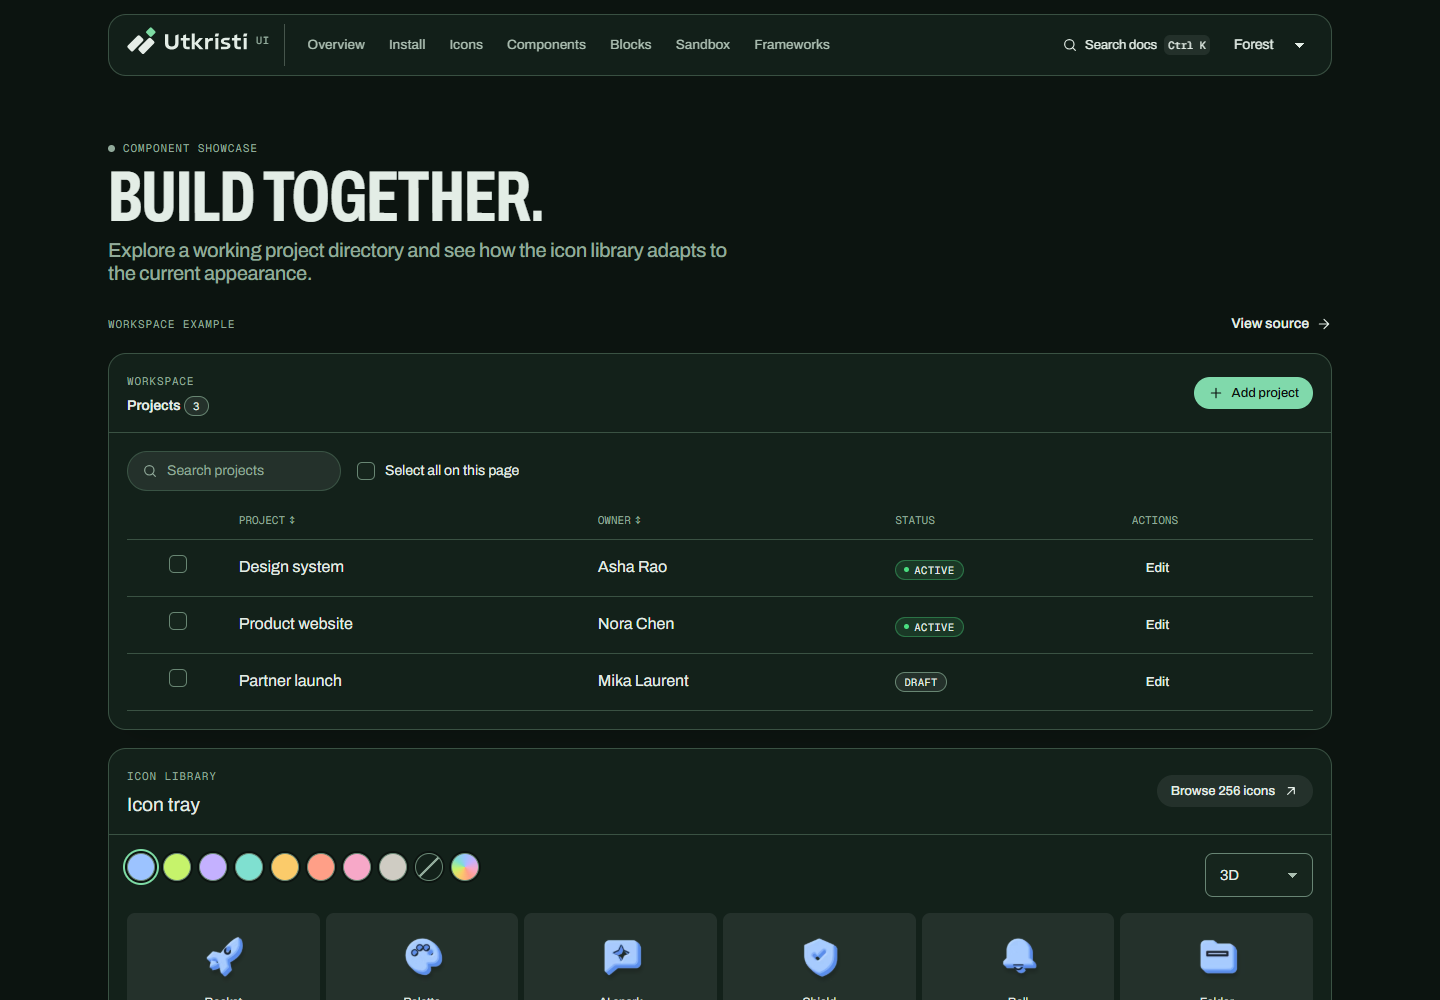 Utkristi UI
Overview Install Icons Components Blocks Sandbox Frameworks
Search docs Ctrl K Forest
COMPONENT SHOWCASE
BUILD TOGETHER.
Explore a working project directory and see how the icon library adapts to
the current appearance.
WORKSPACE EXAMPLE
View source
WORKSPACE
Projects 3
Add project
Search projects
Select all on this page
PROJECT OWNER STATUS ACTIONS
Design system Asha Rao ACTIVE Edit
Product website Nora Chen ACTIVE Edit
Partner launch Mika Laurent DRAFT Edit
ICON LIBRARY
Icon tray
Browse 256 icons
3D